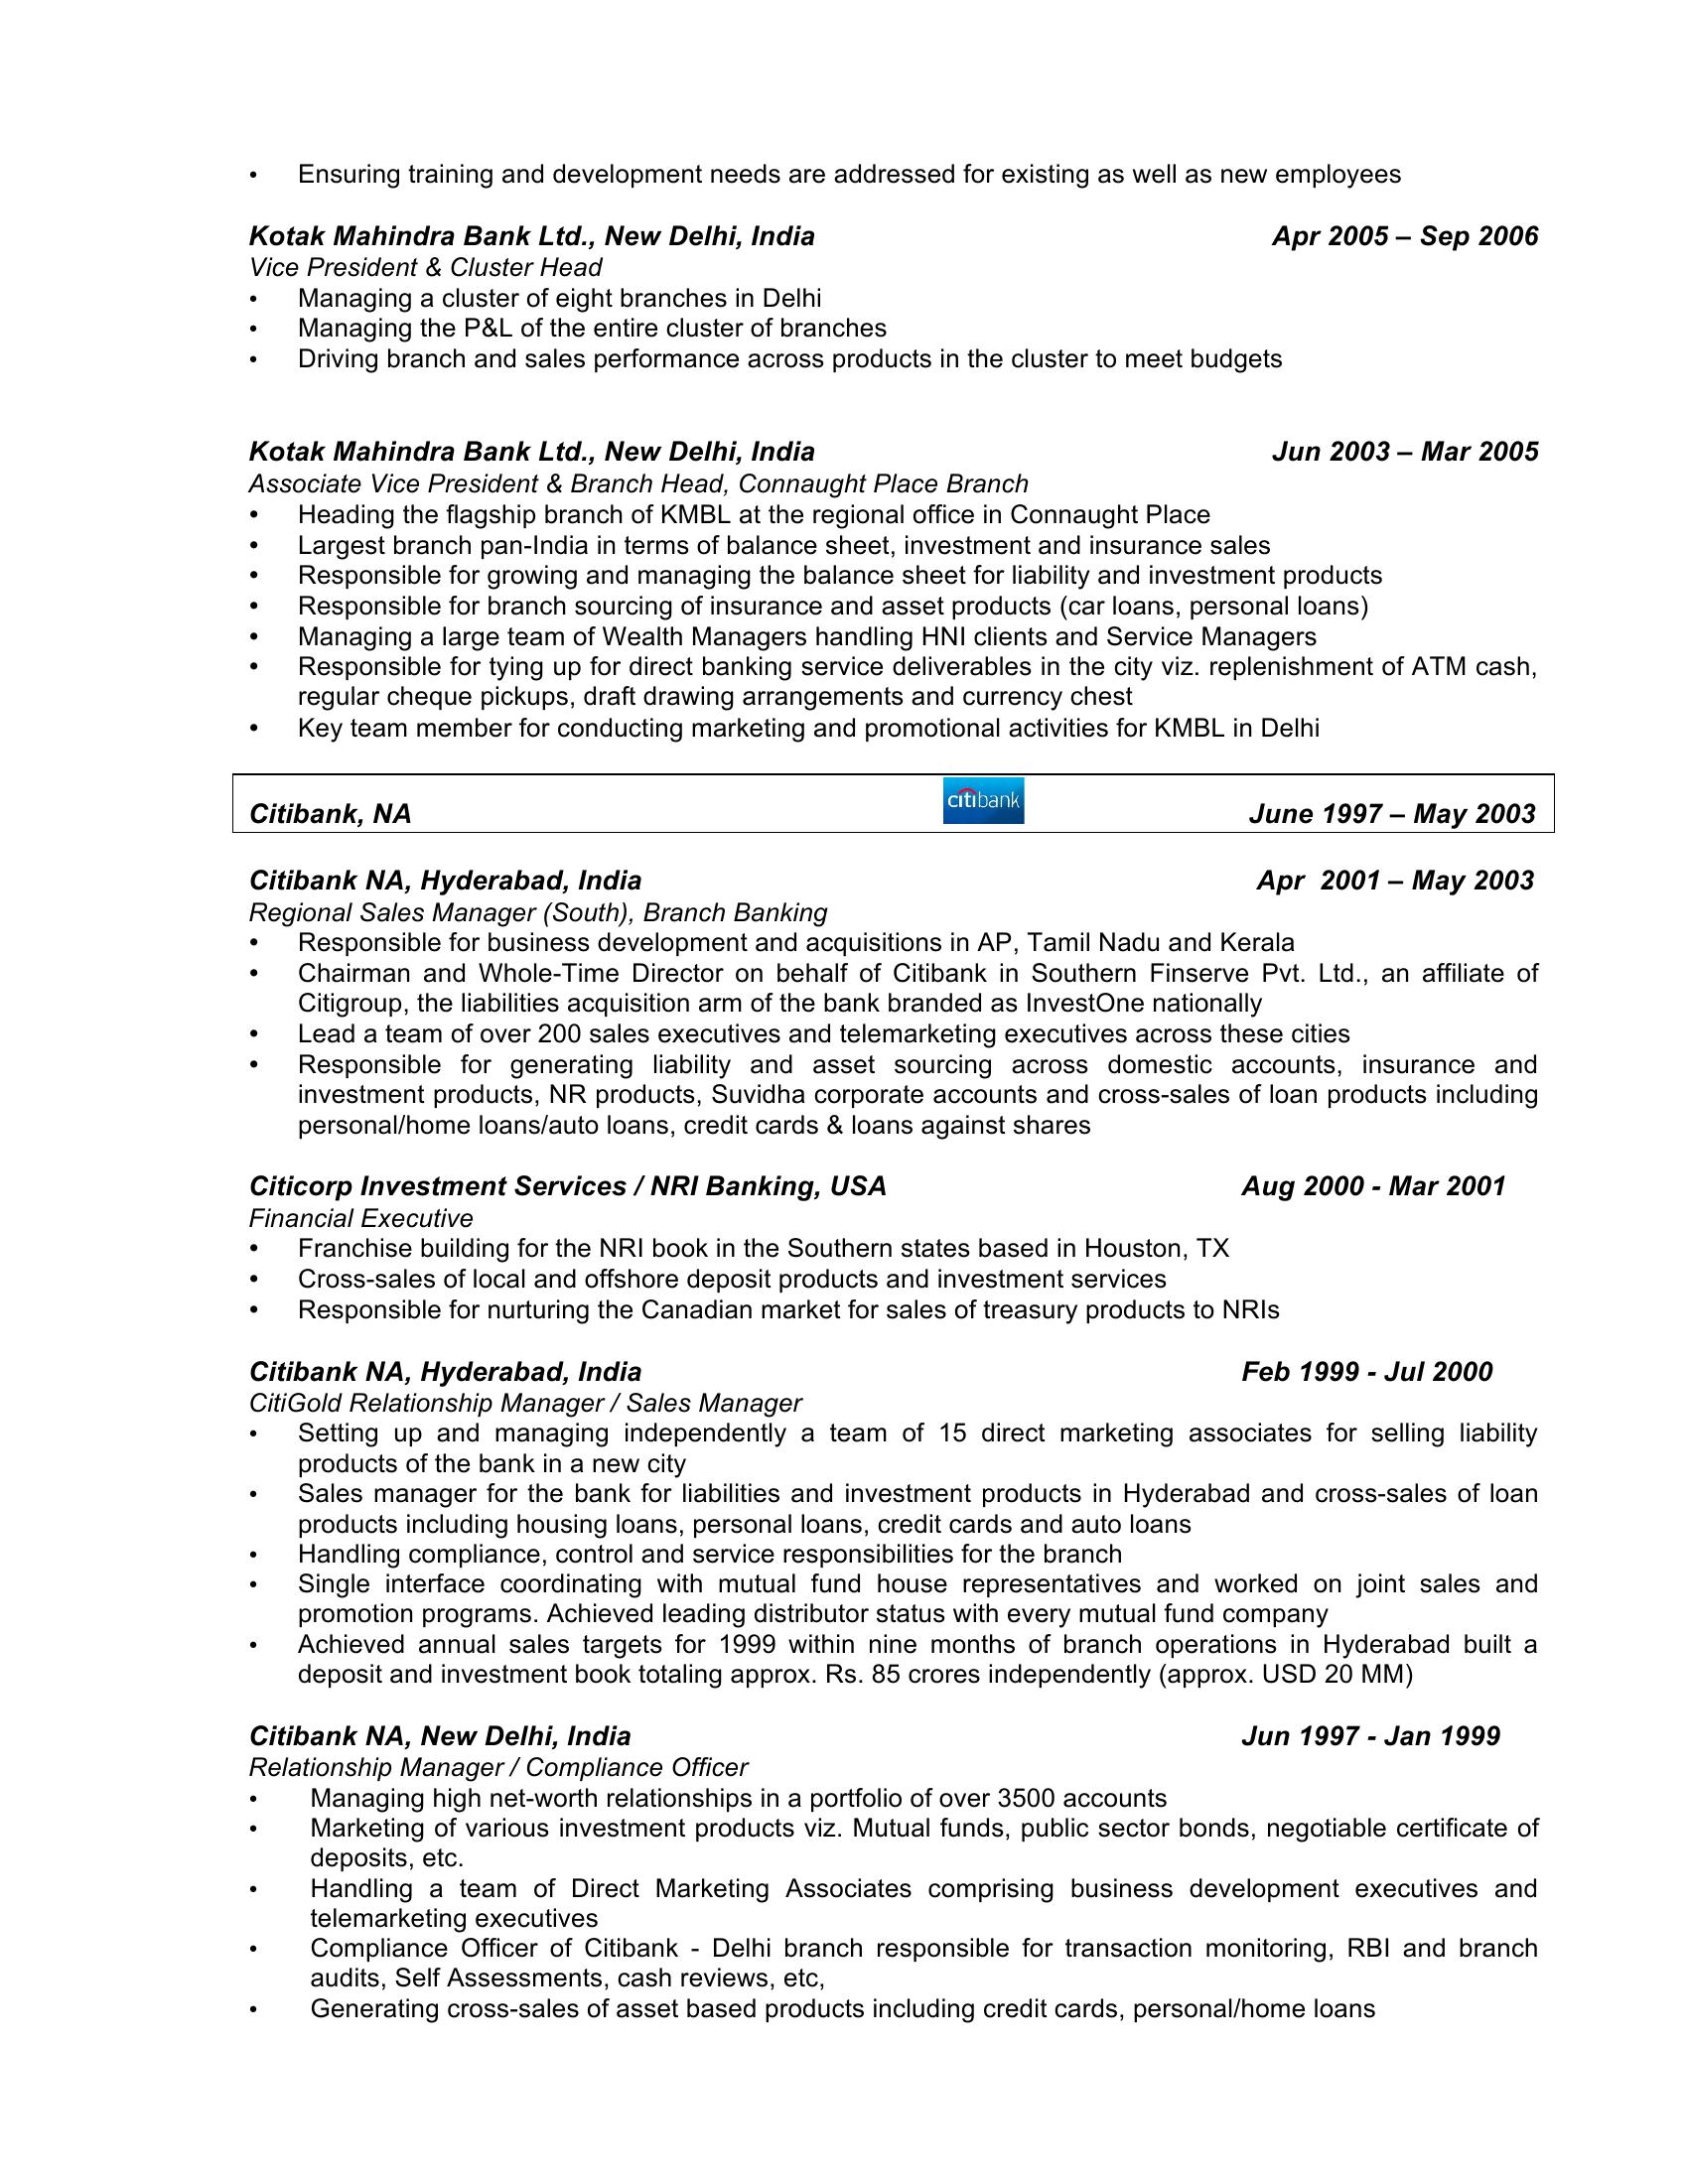 • Ensuring training and development needs are addressed for existing as well as new employees
Kotak Mahindra Bank Ltd., New Delhi, India Apr 2005 – Sep 2006
Vice President & Cluster Head
• Managing a cluster of eight branches in Delhi
• Managing the P&L of the entire cluster of branches
• Driving branch and sales performance across products in the cluster to meet budgets
Kotak Mahindra Bank Ltd., New Delhi, India Jun 2003 – Mar 2005
Associate Vice President & Branch Head, Connaught Place Branch
• Heading the flagship branch of KMBL at the regional office in Connaught Place
• Largest branch pan-India in terms of balance sheet, investment and insurance sales
• Responsible for growing and managing the balance sheet for liability and investment products
• Responsible for branch sourcing of insurance and asset products (car loans, personal loans)
• Managing a large team of Wealth Managers handling HNI clients and Service Managers
• Responsible for tying up for direct banking service deliverables in the city viz. replenishment of ATM cash,
regular cheque pickups, draft drawing arrangements and currency chest
• Key team member for conducting marketing and promotional activities for KMBL in Delhi
citibank
Citibank, NA June 1997 – May 2003
Citibank NA, Hyderabad, India Apr 2001 – May 2003
Regional Sales Manager (South), Branch Banking
• Responsible for business development and acquisitions in AP, Tamil Nadu and Kerala
• Chairman and Whole-Time Director on behalf of Citibank in Southern Finserve Pvt. Ltd., an affiliate of
Citigroup, the liabilities acquisition arm of the bank branded as InvestOne nationally
• Lead a team of over 200 sales executives and telemarketing executives across these cities
• Responsible for generating liability and asset sourcing across domestic accounts, insurance and
investment products, NR products, Suvidha corporate accounts and cross-sales of loan products including
personal/home loans/auto loans, credit cards & loans against shares
Citicorp Investment Services / NRI Banking, USA Aug 2000 - Mar 2001
Financial Executive
• Franchise building for the NRI book in the Southern states based in Houston, TX
• Cross-sales of local and offshore deposit products and investment services
• Responsible for nurturing the Canadian market for sales of treasury products to NRIs
Citibank NA, Hyderabad, India Feb 1999 - Jul 2000
CitiGold Relationship Manager / Sales Manager
• Setting up and managing independently a team of 15 direct marketing associates for selling liability
products of the bank in a new city
• Sales manager for the bank for liabilities and investment products in Hyderabad and cross-sales of loan
products including housing loans, personal loans, credit cards and auto loans
• Handling compliance, control and service responsibilities for the branch
• Single interface coordinating with mutual fund house representatives and worked on joint sales and
promotion programs. Achieved leading distributor status with every mutual fund company
• Achieved annual sales targets for 1999 within nine months of branch operations in Hyderabad built a
deposit and investment book totaling approx. Rs. 85 crores independently (approx. USD 20 MM)
Citibank NA, New Delhi, India Jun 1997 - Jan 1999
Relationship Manager / Compliance Officer
• Managing high net-worth relationships in a portfolio of over 3500 accounts
• Marketing of various investment products viz. Mutual funds, public sector bonds, negotiable certificate of
deposits, etc.
• Handling a team of Direct Marketing Associates comprising business development executives and
telemarketing executives
• Compliance Officer of Citibank - Delhi branch responsible for transaction monitoring, RBI and branch
audits, Self Assessments, cash reviews, etc,
• Generating cross-sales of asset based products including credit cards, personal/home loans